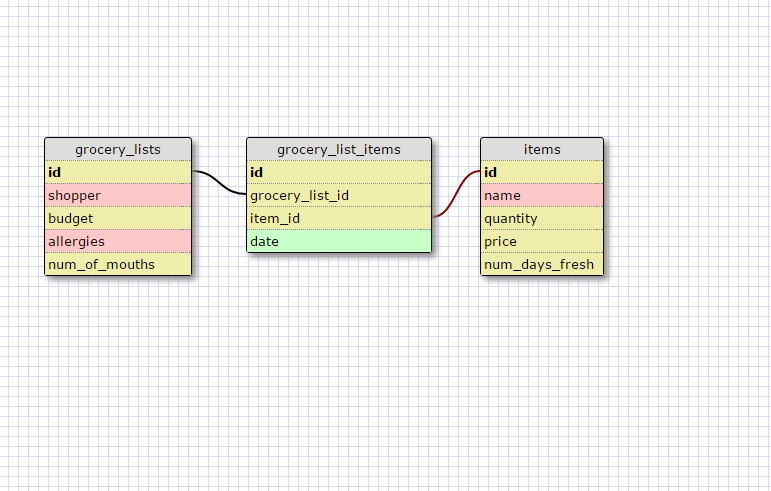 grocery_lists
id
shopper
budget
allergies
num_of_mouths
grocery_list_items
id
grocery_list_id
item_id
date
items
id
name
quantity
price
num_days_fresh